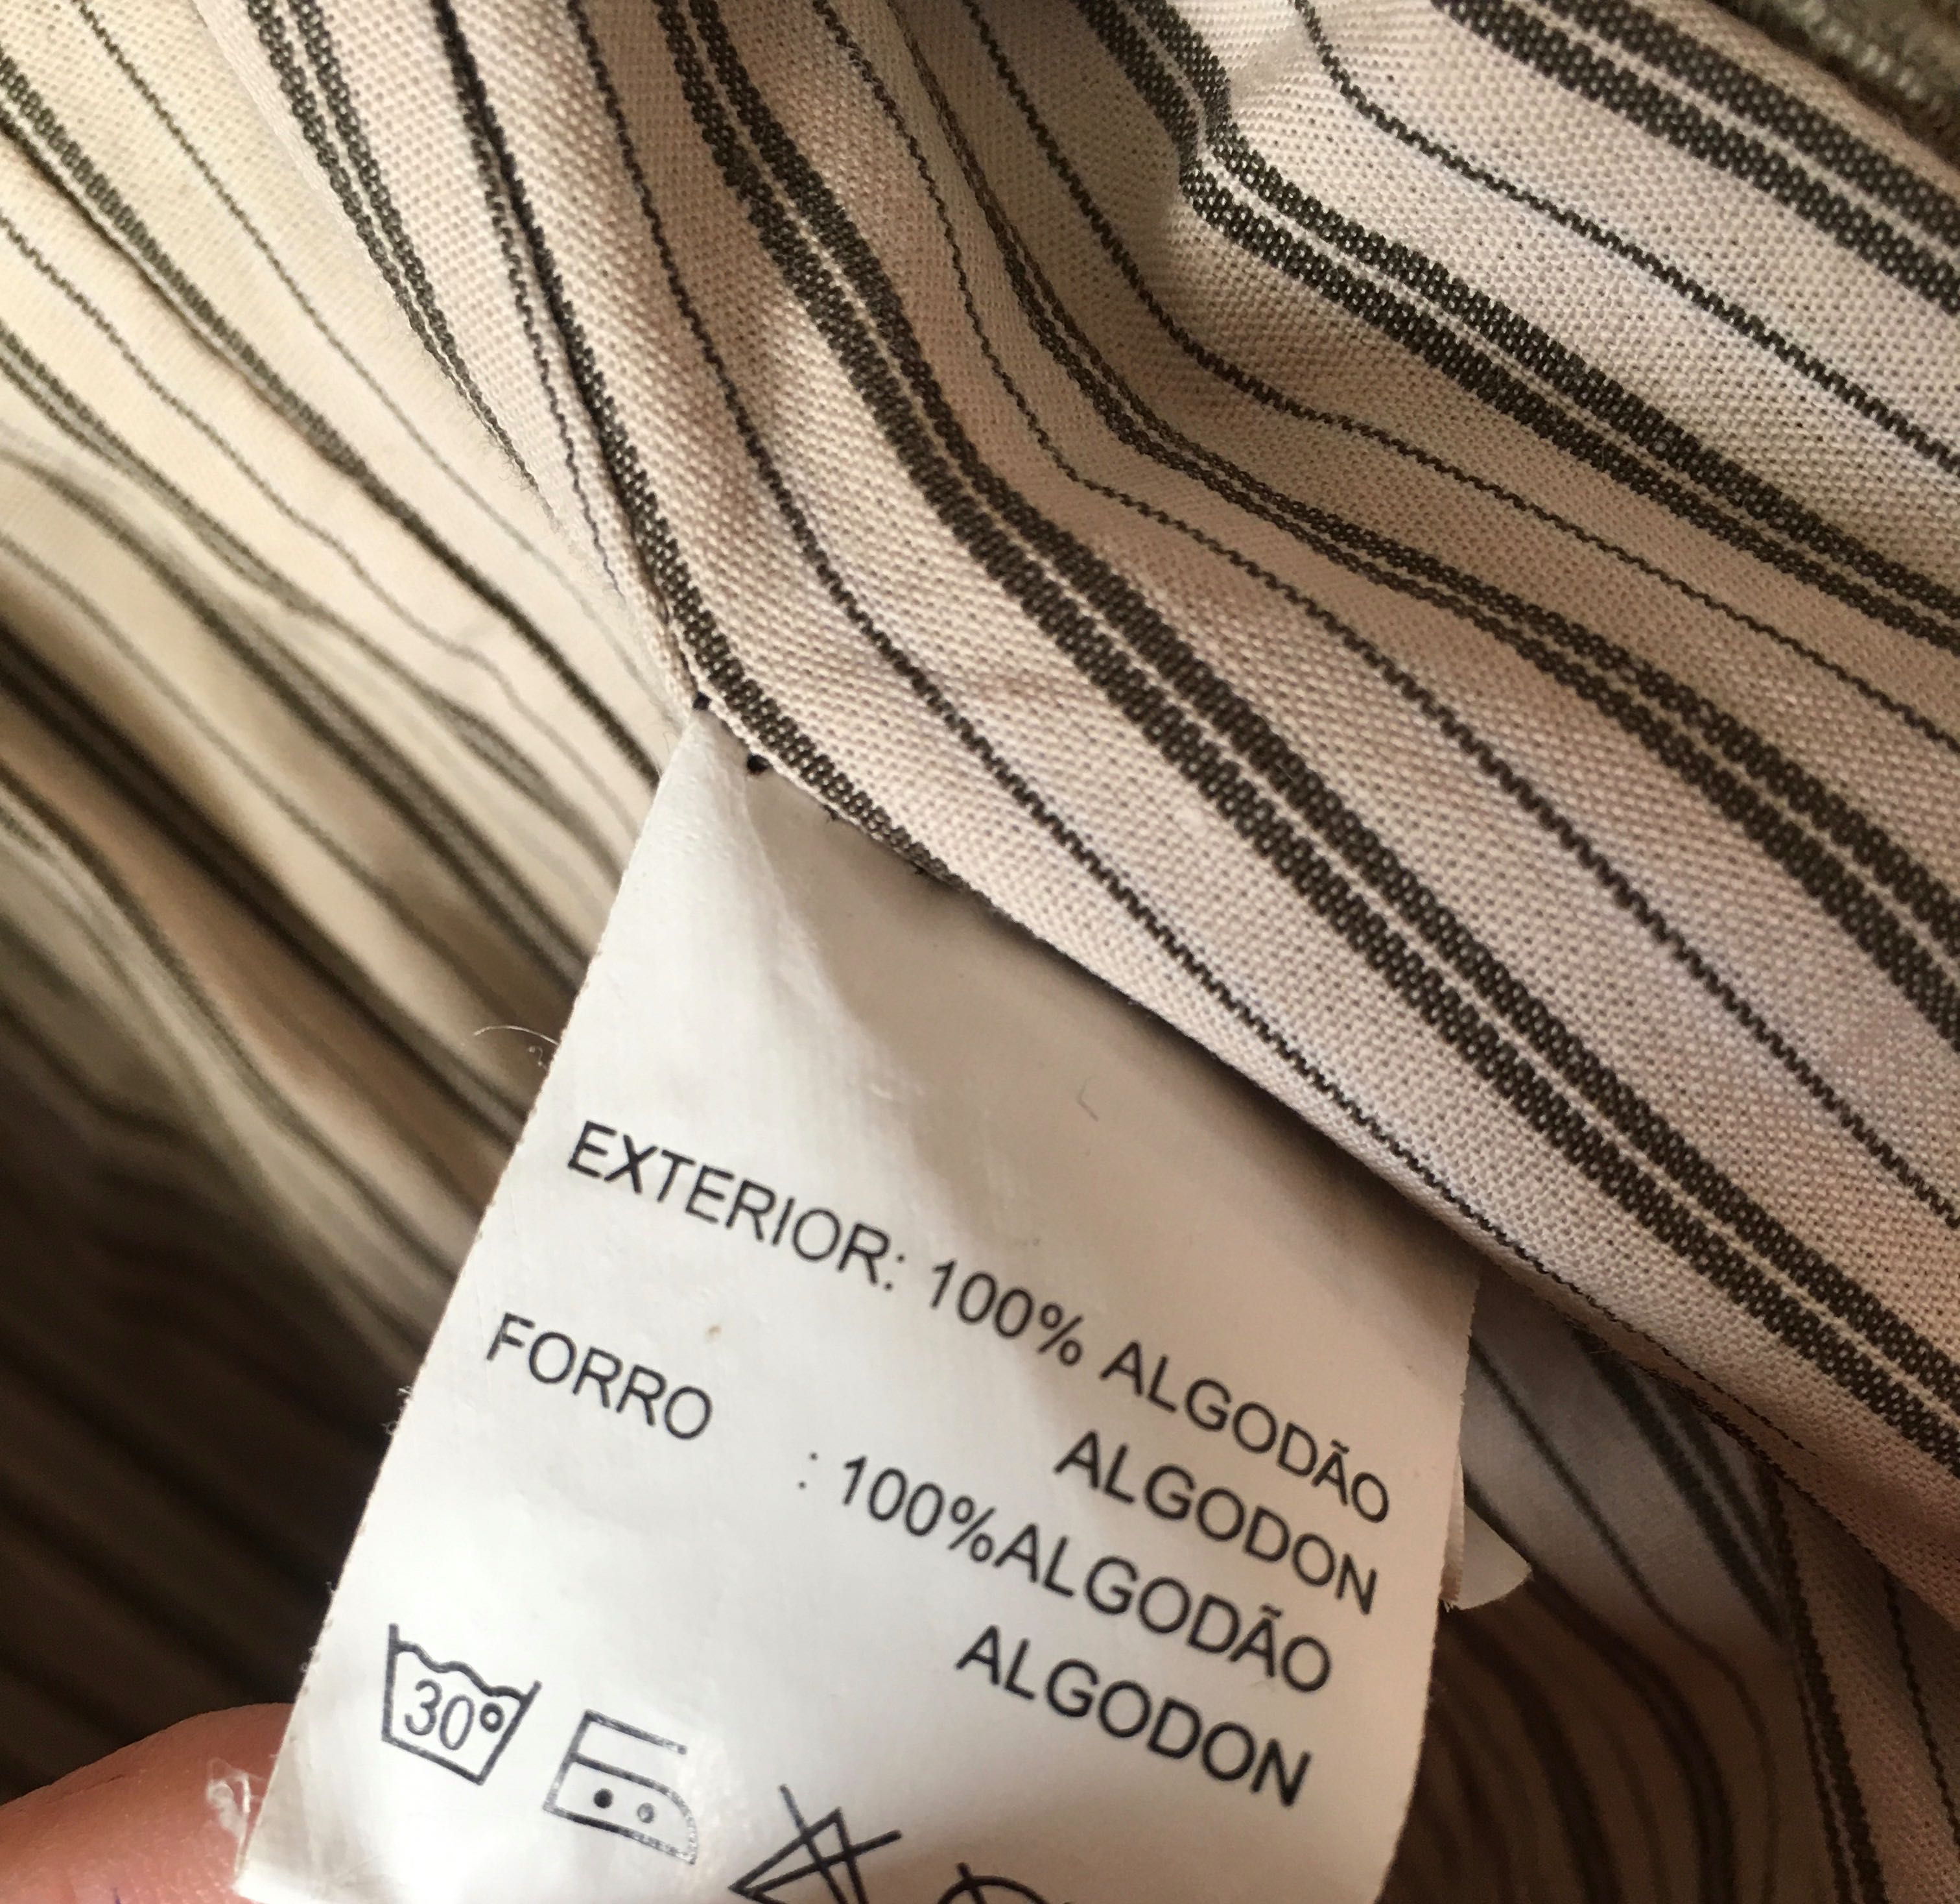 EXTERIOR: 100% ALGODÃO
ALGODON
FORRO : 100%ALGODÃO
ALGODON
30°